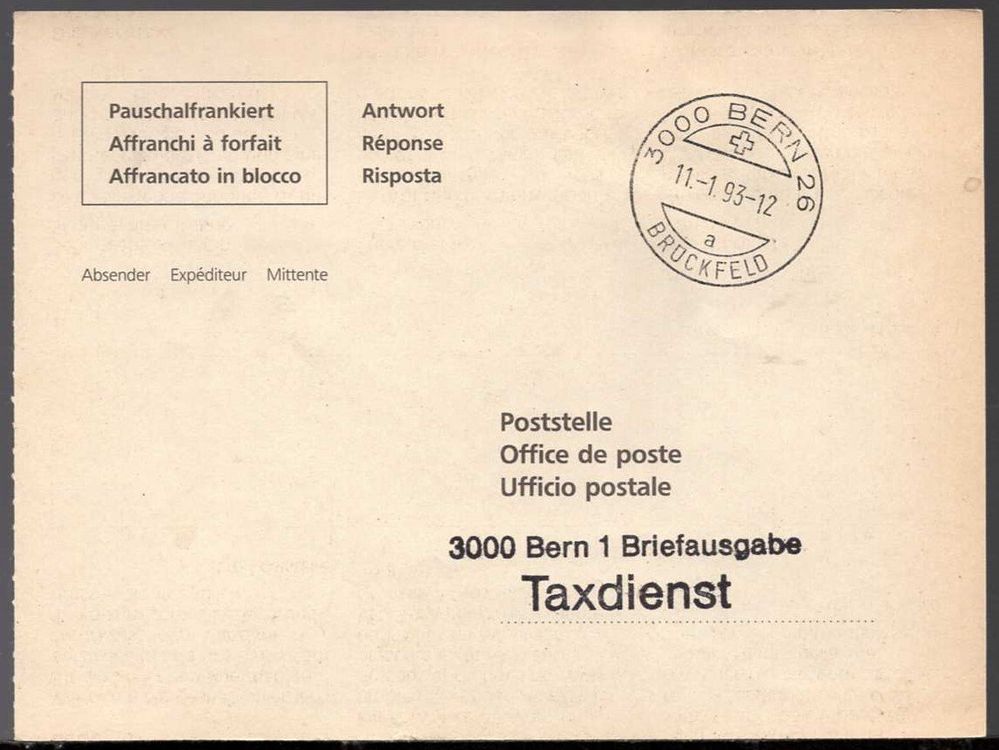 Pauschalfrankiert
Affranchi à forfait
Affrancato in blocco
Antwort
Réponse
Risposta
3000 BERN 26
11.-1.93-12
a
BRÜCKFELD
Absender Expéditeur Mittente
Poststelle
Office de poste
Ufficio postale
3000 Bern 1 Briefausgabe
Taxdienst